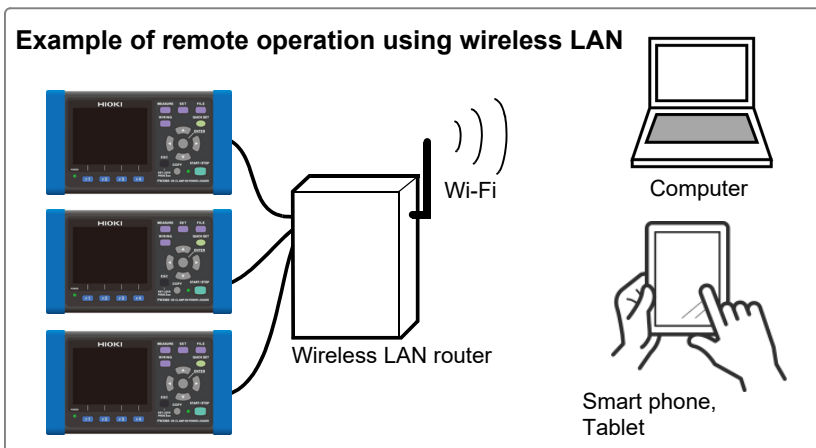 Example of remote operation using wireless LAN
HIOKI
MEASURE SET FILE
WIRING QUICK SET
ENTER
ESC
COPY
START / STOP
Wi-Fi
Computer
HIOKI
MEASURE SET FILE
WIRING QUICK SET
ENTER
ESC
COPY
START / STOP
HIOKI
MEASURE SET FILE
WIRING QUICK SET
ENTER
ESC
COPY
START / STOP
Wireless LAN router
Smart phone,
Tablet